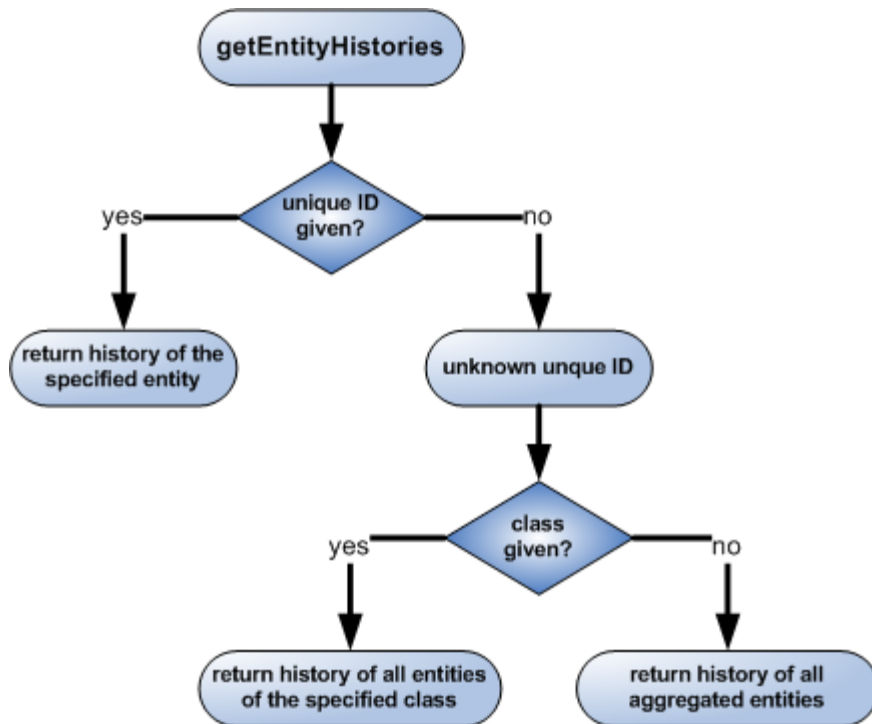 getEntityHistories
unique ID
given?
yes
no
return history of the
specified entity
unknown unque ID
class
given?
yes
no
return history of all entities
of the specified class
return history of all
aggregated entities